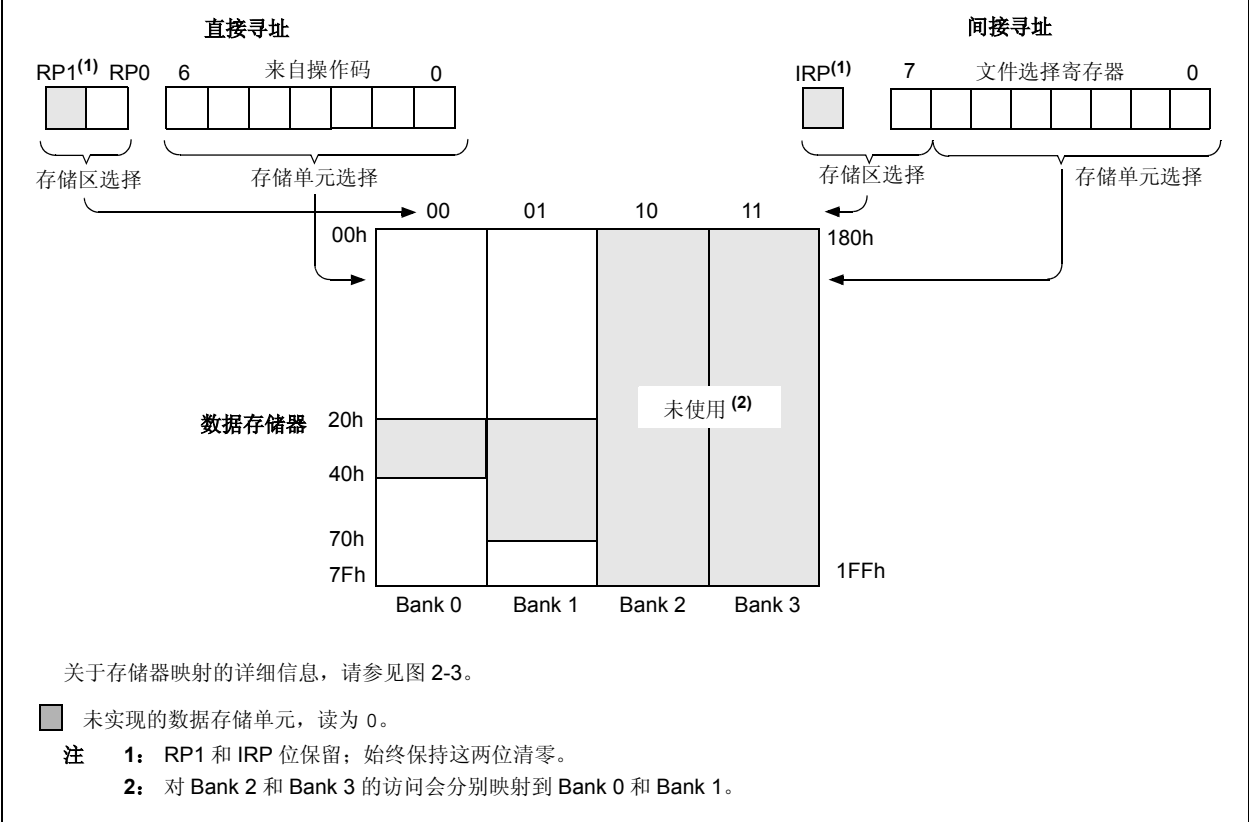 直接寻址
间接寻址
RP1(1) RP0 6 来自操作码 0
IRP(1) 7 文件选择寄存器 0
存储区选择 存储单元选择
存储区选择 存储单元选择
00 01 10 11
00h
180h
未使用 (2)
数据存储器
20h
40h
70h
7Fh
1FFh
Bank 0 Bank 1 Bank 2 Bank 3
关于存储器映射的详细信息，请参见图 2-3。
未实现的数据存储单元，读为 0。
注 1： RP1 和 IRP 位保留；始终保持这两位清零。
2： 对 Bank 2 和 Bank 3 的访问会分别映射到 Bank 0 和 Bank 1。